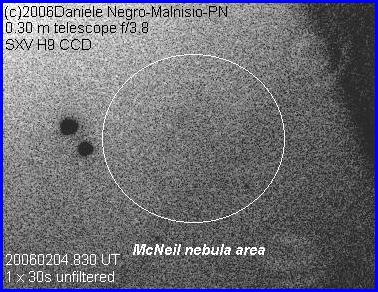 (c)2006Daniele Negro-Malnisio-PN
0.30 m telescope f/3,8
SXV H9 CCD
McNeil nebula area
20060204.830 UT
1 x 30s unfiltered